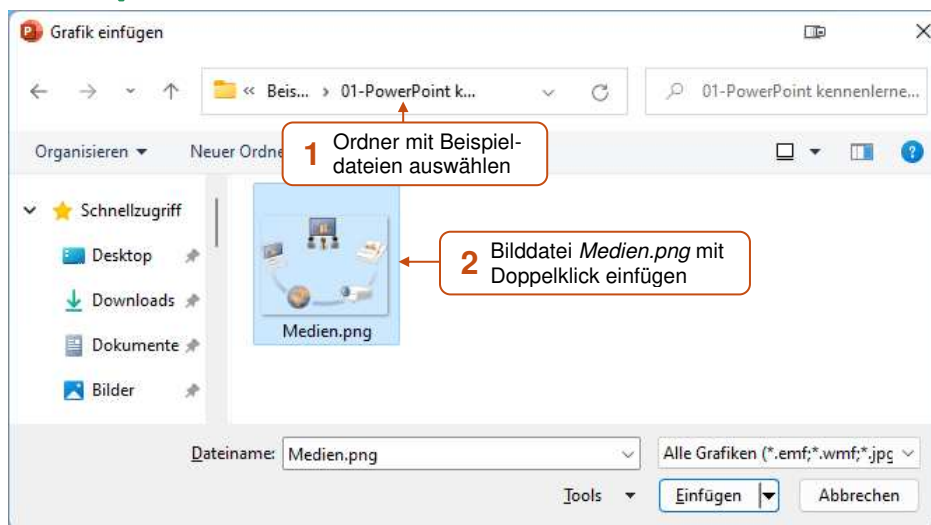 Grafik einfügen
« Beis... › 01-PowerPoint k...
01-PowerPoint kennenlerne...
Organisieren
Neuer Ordne
1 Ordner mit Beispiel-
dateien auswählen
Schnellzugriff
Desktop
Downloads
Dokumente
Bilder
Medien.png
2 Bilddatei Medien.png mit
Doppelklick einfügen
Dateiname: Medien.png
Alle Grafiken (*.emf;*.wmf;*.jpg
Tools
Einfügen
Abbrechen